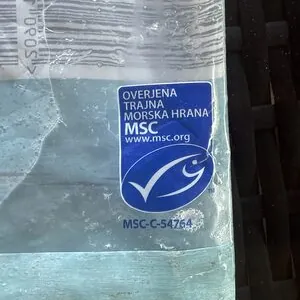 OVERJENA
TRAJNA
MORSKA HRANA
MSC
www.msc.org
MSC-C-54764